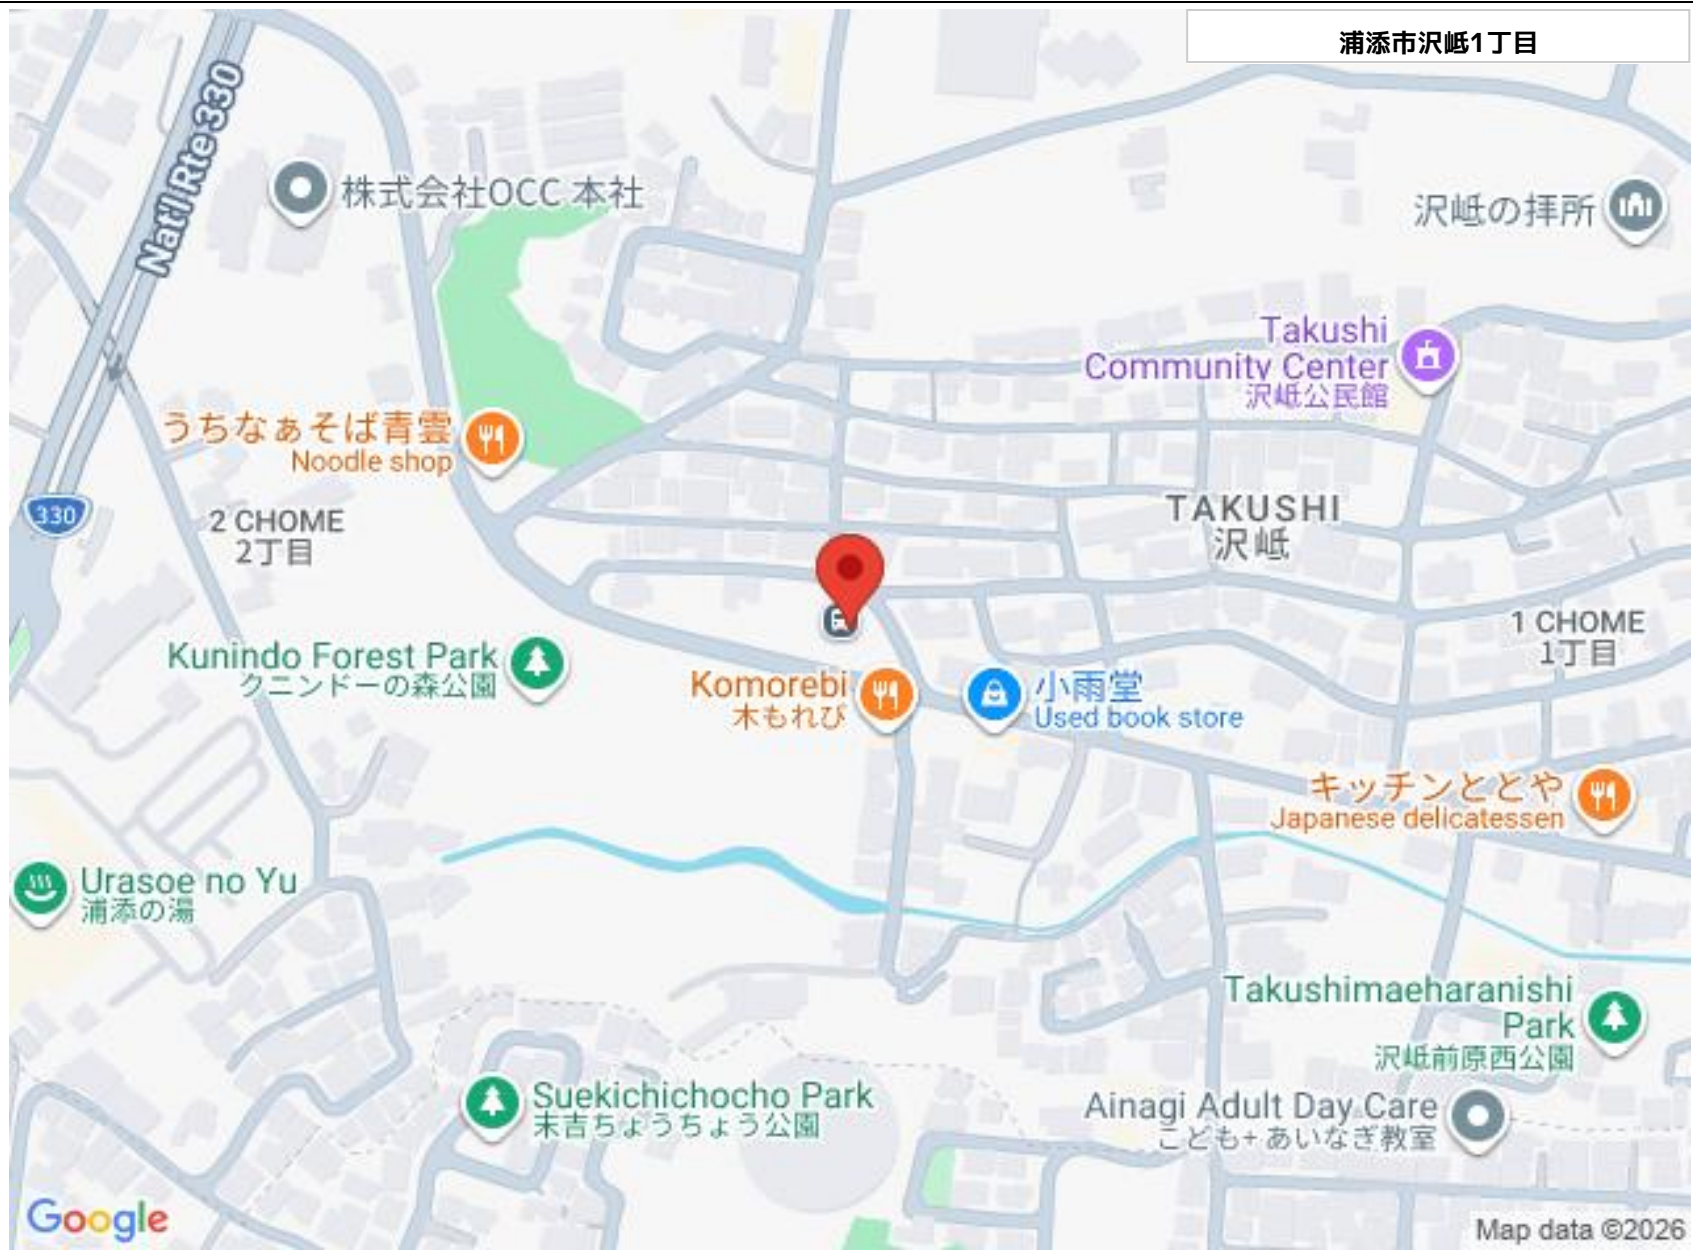 浦添市沢岻1丁目
Nat'l Rte 330
株式会社OCC 本社
沢岻の拝所
Takushi
Community Center
沢岻公民館
うちなぁそば青雲
Noodle shop
330
2 CHOME
2丁目
TAKUSHI
沢岻
1 CHOME
1丁目
Kunindo Forest Park
クニンドーの森公園
Komorebi
木もれび
小雨堂
Used book store
キッチンととや
Japanese delicatessen
Urasoe no Yu
浦添の湯
Takushimaeharanishi
Park
沢岻前原西公園
Suekichichocho Park
末吉ちょうちょう公園
Ainagi Adult Day Care
こども+ あいなぎ教室
Google
Map data ©2026